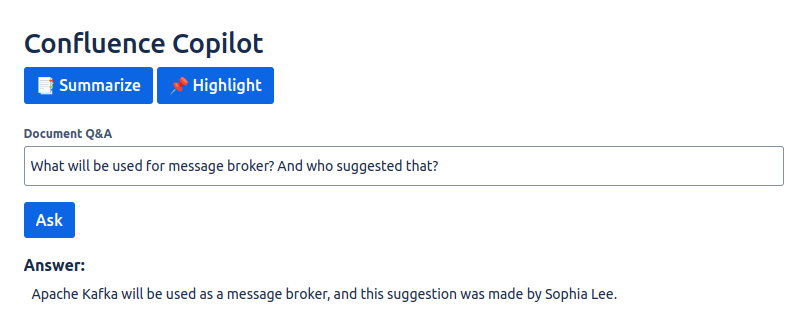 Confluence Copilot
📑 Summarize 📌 Highlight
Document Q&A
What will be used for message broker? And who suggested that?
Ask
Answer:
Apache Kafka will be used as a message broker, and this suggestion was made by Sophia Lee.